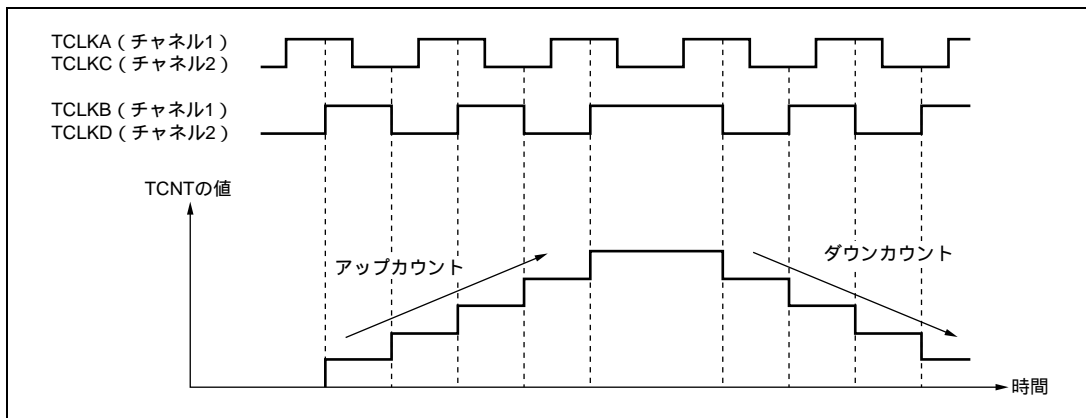 TCLKA（チャネル1）
TCLKC（チャネル2）
TCLKB（チャネル1）
TCLKD（チャネル2）
TCNTの値
アップカウント
ダウンカウント
時間